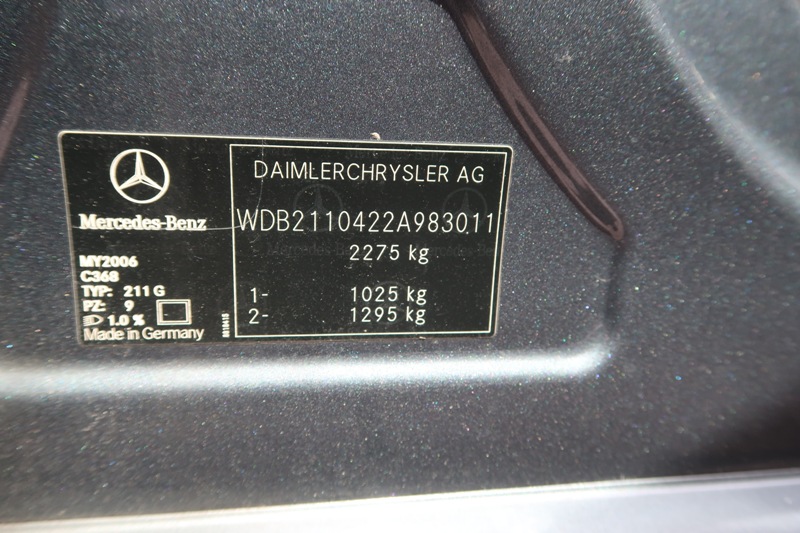 Mercedes-Benz
MY2006
C368
TYP: 211 G
PZ: 9
1.0 %
Made in Germany
DAIMLERCHRYSLER AG
WDB2110422A983011
2275 kg
1- 1025 kg
2- 1295 kg